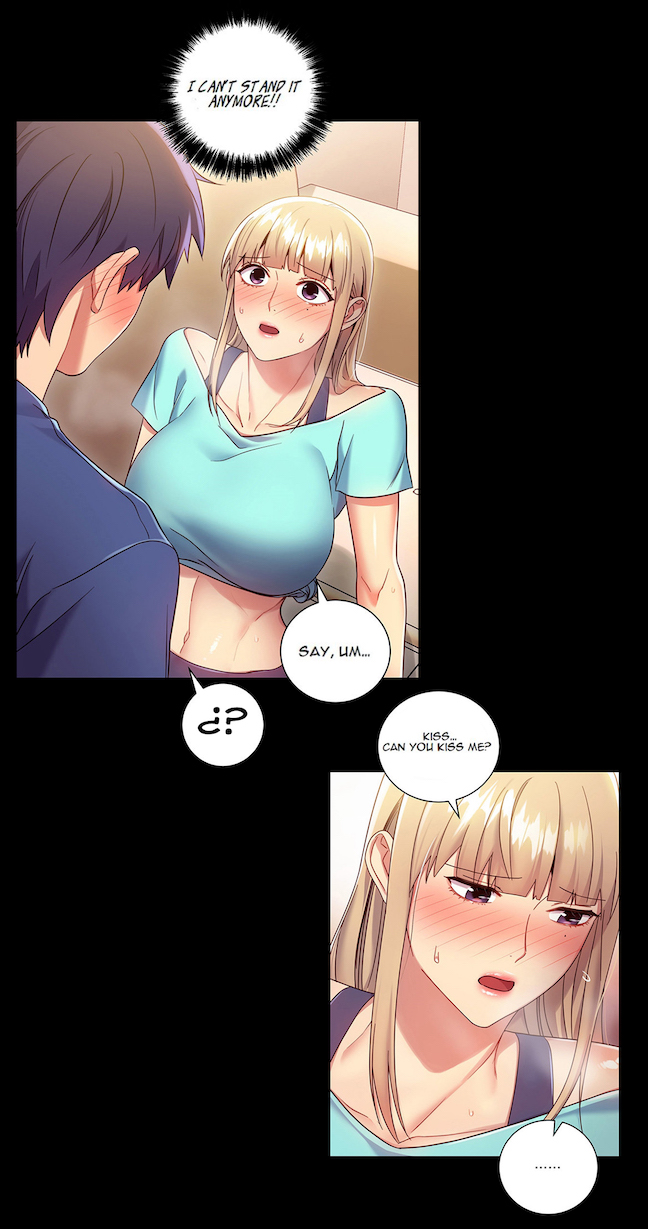 I CAN'T STAND IT
ANYMORE!!
SAY, UM...
¿?
KISS...
CAN YOU KISS ME?
......